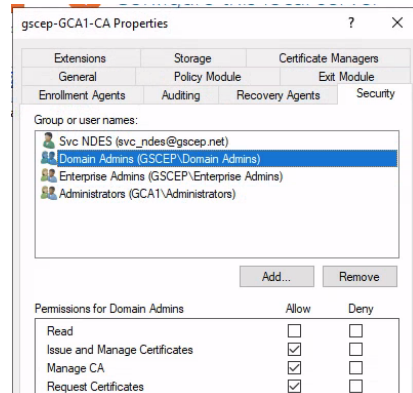 gscep-GCA1-CA Properties ? ×
Extensions Storage Certificate Managers
General Policy Module Exit Module
Enrollment Agents Auditing Recovery Agents Security
Group or user names:
Svc NDES (svc_ndes@gscep.net)
Domain Admins (GSCEP\Domain Admins)
Enterprise Admins (GSCEP\Enterprise Admins)
Administrators (GCA1\Administrators)
Add... Remove
Permissions for Domain Admins Allow Deny
Read
Issue and Manage Certificates
Manage CA
Request Certificates